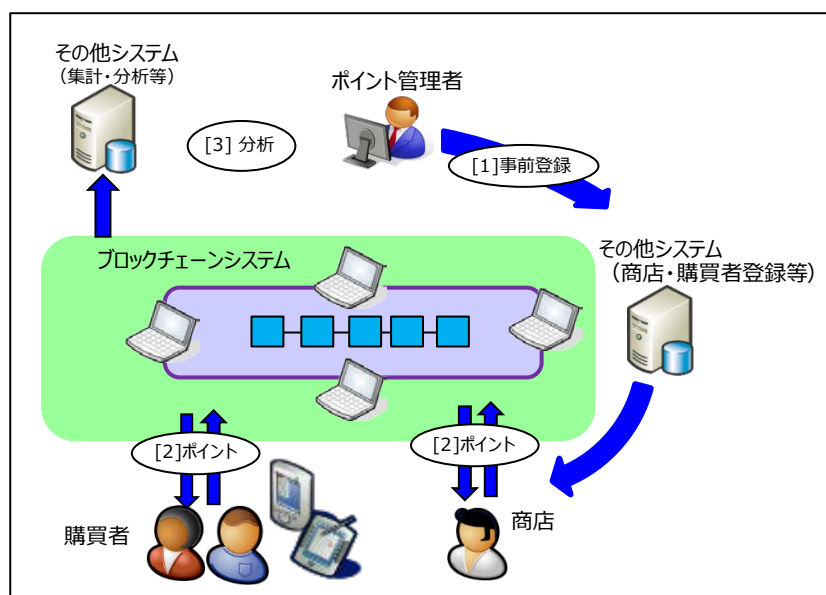 その他システム
（集計・分析等）
ポイント管理者
[3] 分析
[1]事前登録
ブロックチェーンシステム
その他システム
（商店・購買者登録等）
[2]ポイント
[2]ポイント
購買者
商店